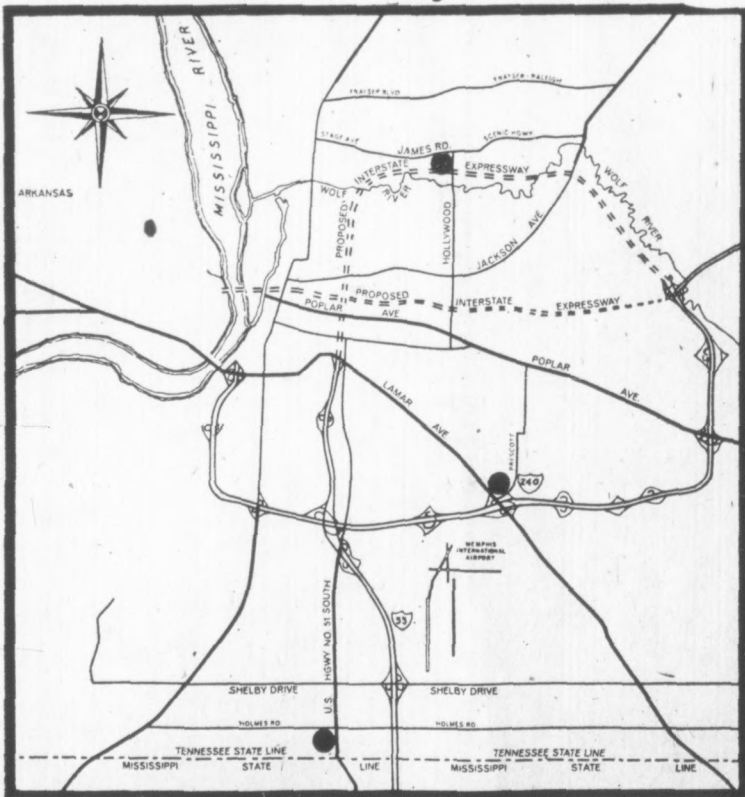 MISSISSIPPI RIVER
FRAYSER BLVD
FRAYSER-RALEIGH
STAGE AVE
JAMES RD.
SCENIC HGWY.
INTERSTATE EXPRESSWAY
WOLF RIVER
WOLF RIVER
ARKANSAS
PROPOSED
HOLLYWOOD
JACKSON AVE
PROPOSED INTERSTATE EXPRESSWAY
POPLAR AVE
POPLAR AVE
LAMAR AVE
PRESCOTT
240
MEMPHIS
INTERNATIONAL
AIRPORT
55
U.S. HGWY NO 51 SOUTH
SHELBY DRIVE SHELBY DRIVE
HOLMES RD HOLMES RD
TENNESSEE STATE LINE TENNESSEE STATE LINE
MISSISSIPPI STATE LINE MISSISSIPPI STATE LINE